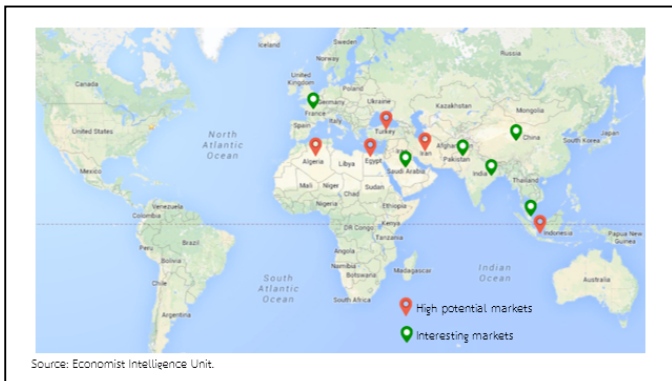 Iceland
Sweden
Norway
Russia
Canada
United
Kingdom
Poland
Germany
Ukraine
France
Kazakhstan
Mongolia
Italy
Spain
Turkey
United States
North
Atlantic
Ocean
China
Japan
South Korea
Afghanistan
Iraq
Iran
Pakistan
Algeria
Libya
Egypt
Saudi Arabia
Mexico
India
Mali
Niger
Chad
Sudan
Thailand
Nigeria
Ethiopia
Venezuela
Colombia
Kenya
DR Congo
Indonesia
Papua New
Guinea
Tanzania
Peru
Brazil
Angola
Bolivia
Namibia
Madagascar
Botswana
Indian
Ocean
South
Atlantic
Ocean
Australia
Chile
South Africa
Argentina
High potential markets
Interesting markets
Source: Economist Intelligence Unit.